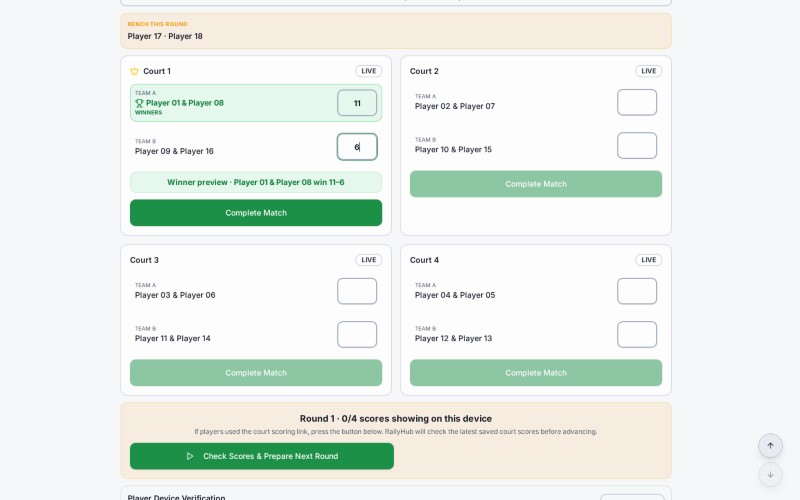 BENCH THIS ROUND
Player 17 · Player 18
Court 1
LIVE
TEAM A
Player 01 & Player 08
WINNERS
11
TEAM B
Player 09 & Player 16
6
Winner preview · Player 01 & Player 08 win 11–6
Complete Match
Court 2
LIVE
TEAM A
Player 02 & Player 07
TEAM B
Player 10 & Player 15
Complete Match
Court 3
LIVE
TEAM A
Player 03 & Player 06
TEAM B
Player 11 & Player 14
Complete Match
Court 4
LIVE
TEAM A
Player 04 & Player 05
TEAM B
Player 12 & Player 13
Complete Match
Round 1 · 0/4 scores showing on this device
If players used the court scoring link, press the button below. RallyHub will check the latest saved court scores before advancing.
Check Scores & Prepare Next Round
Player Device Verification